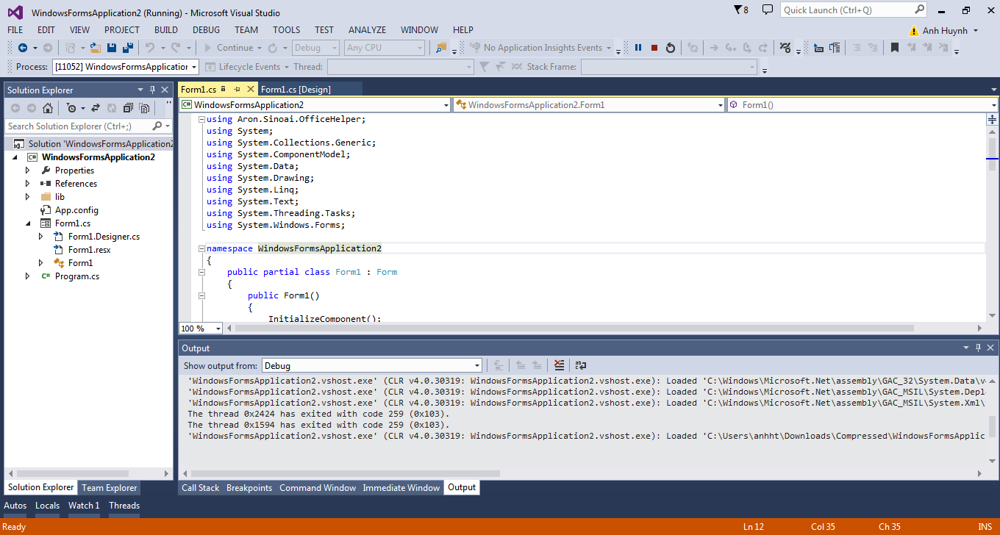 WindowsFormsApplication2 (Running) - Microsoft Visual Studio
8
Quick Launch (Ctrl+Q)
FILE EDIT VIEW PROJECT BUILD DEBUG TEAM TOOLS TEST ANALYZE WINDOW HELP
Anh Huynh
Continue Debug Any CPU No Application Insights Events
Process: [11052] WindowsFormsApplication Lifecycle Events Thread: Stack Frame:
Solution Explorer
Search Solution Explorer (Ctrl+;)
Solution 'WindowsFormsApplication2
C# WindowsFormsApplication2
Properties
References
lib
App.config
Form1.cs
Form1.Designer.cs
Form1.resx
Form1
C# Program.cs
Solution Explorer Team Explorer
Form1.cs Form1.cs [Design]
C# WindowsFormsApplication2 WindowsFormsApplication2.Form1 Form1()
using Aron.Sinoai.OfficeHelper;
using System;
using System.Collections.Generic;
using System.ComponentModel;
using System.Data;
using System.Drawing;
using System.Linq;
using System.Text;
using System.Threading.Tasks;
using System.Windows.Forms;
namespace WindowsFormsApplication2
{
public partial class Form1 : Form
{
public Form1()
{
InitializeComponent();
100 %
Output
Show output from: Debug
'WindowsFormsApplication2.vshost.exe' (CLR v4.0.30319: WindowsFormsApplication2.vshost.exe): Loaded 'C:\Windows\Microsoft.Net\assembly\GAC_32\System.Data\v
'WindowsFormsApplication2.vshost.exe' (CLR v4.0.30319: WindowsFormsApplication2.vshost.exe): Loaded 'C:\Windows\Microsoft.Net\assembly\GAC_MSIL\System.Depl
'WindowsFormsApplication2.vshost.exe' (CLR v4.0.30319: WindowsFormsApplication2.vshost.exe): Loaded 'C:\Windows\Microsoft.Net\assembly\GAC_MSIL\System.Xml\
The thread 0x2424 has exited with code 259 (0x103).
The thread 0x1594 has exited with code 259 (0x103).
'WindowsFormsApplication2.vshost.exe' (CLR v4.0.30319: WindowsFormsApplication2.vshost.exe): Loaded 'C:\Users\anhht\Downloads\Compressed\WindowsFormsApplic
Call Stack Breakpoints Command Window Immediate Window Output
Autos Locals Watch 1 Threads
Ready Ln 12 Col 35 Ch 35 INS